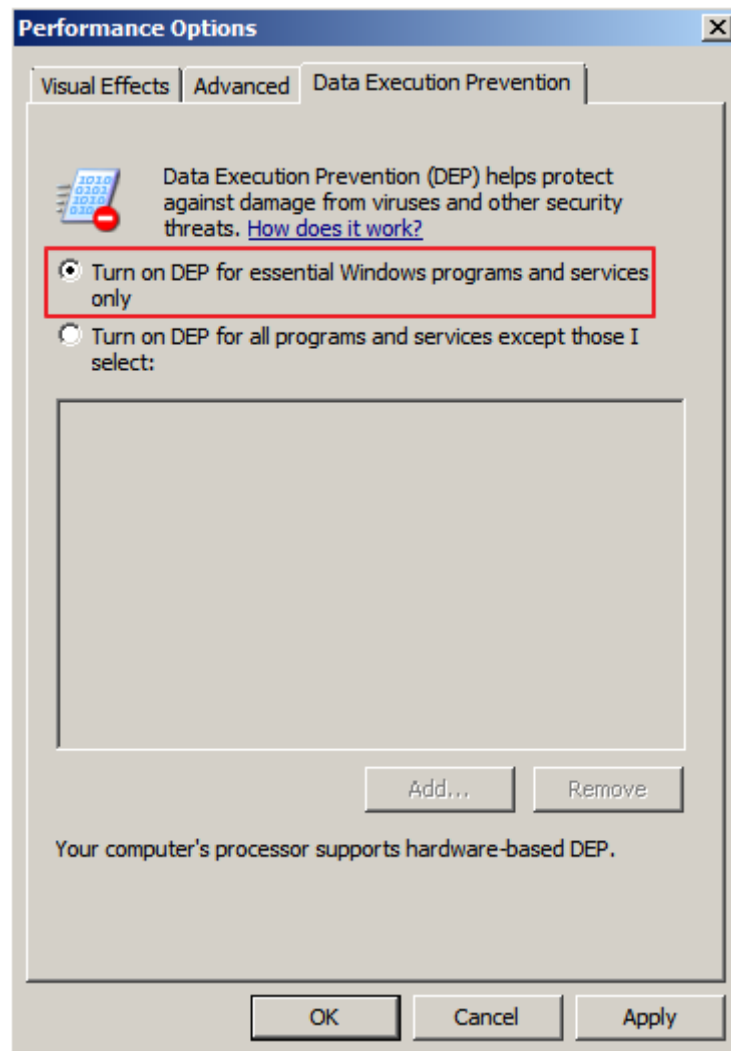 Performance Options
Visual Effects Advanced Data Execution Prevention
Data Execution Prevention (DEP) helps protect
against damage from viruses and other security
threats. How does it work?
Turn on DEP for essential Windows programs and services
only
Turn on DEP for all programs and services except those I
select:
Add... Remove
Your computer's processor supports hardware-based DEP.
OK Cancel Apply